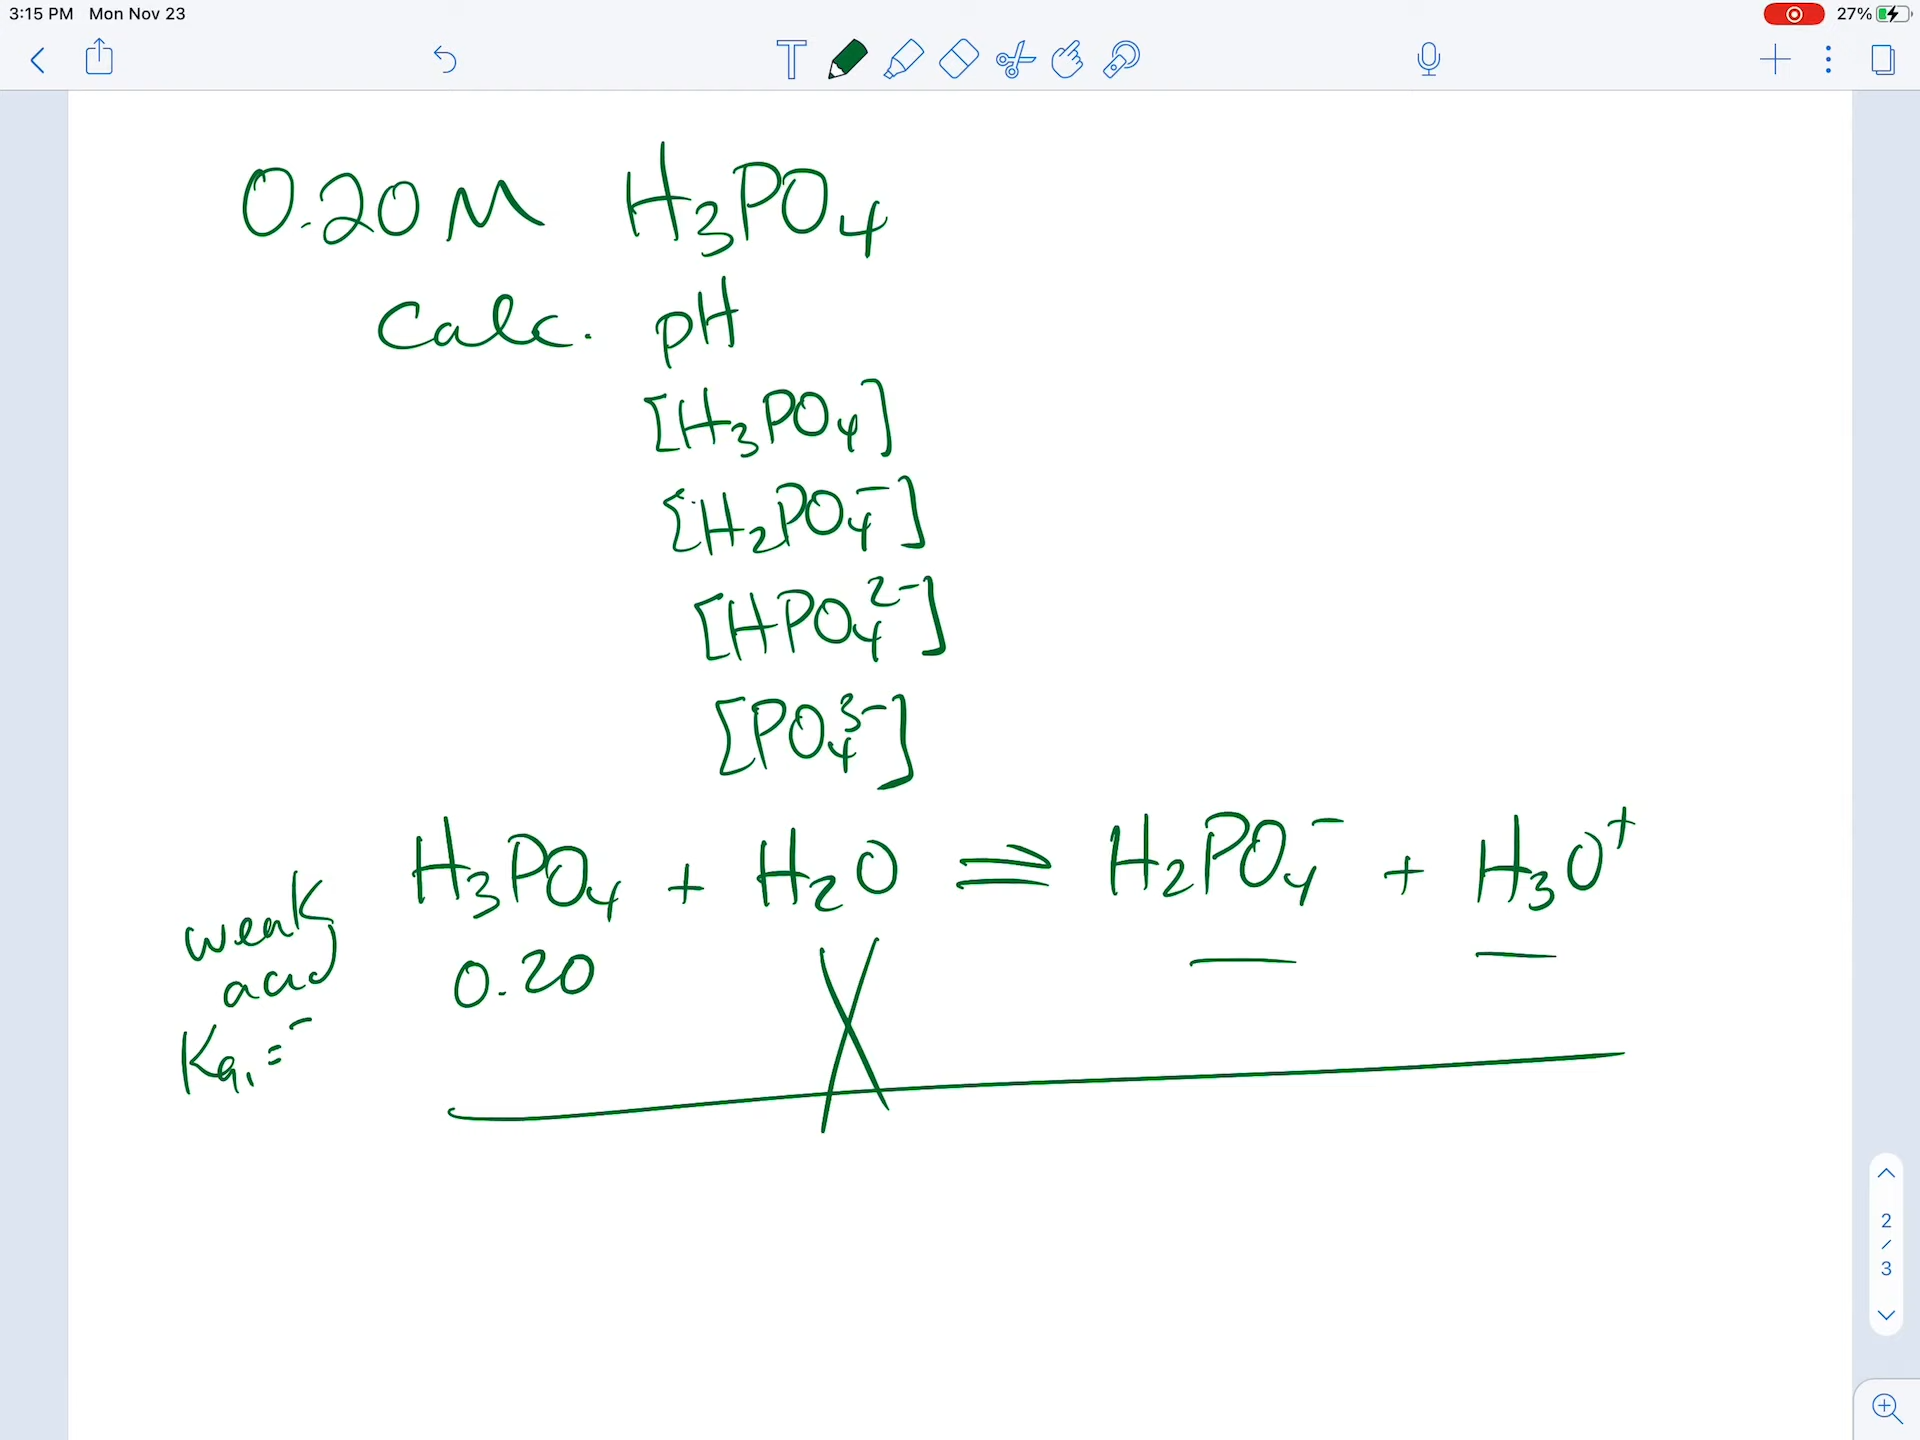 3:15 PM Mon Nov 23
27%
T
0.20 M H₃PO₄
Calc. pH
[H₃PO₄]
[H₂PO₄⁻]
[HPO₄²⁻]
[PO₄³⁻]
H₃PO₄ + H₂O ⇌ H₂PO₄⁻ + H₃O⁺
weak
acid
0.20 X — —
Ka₁ =
2
/
3